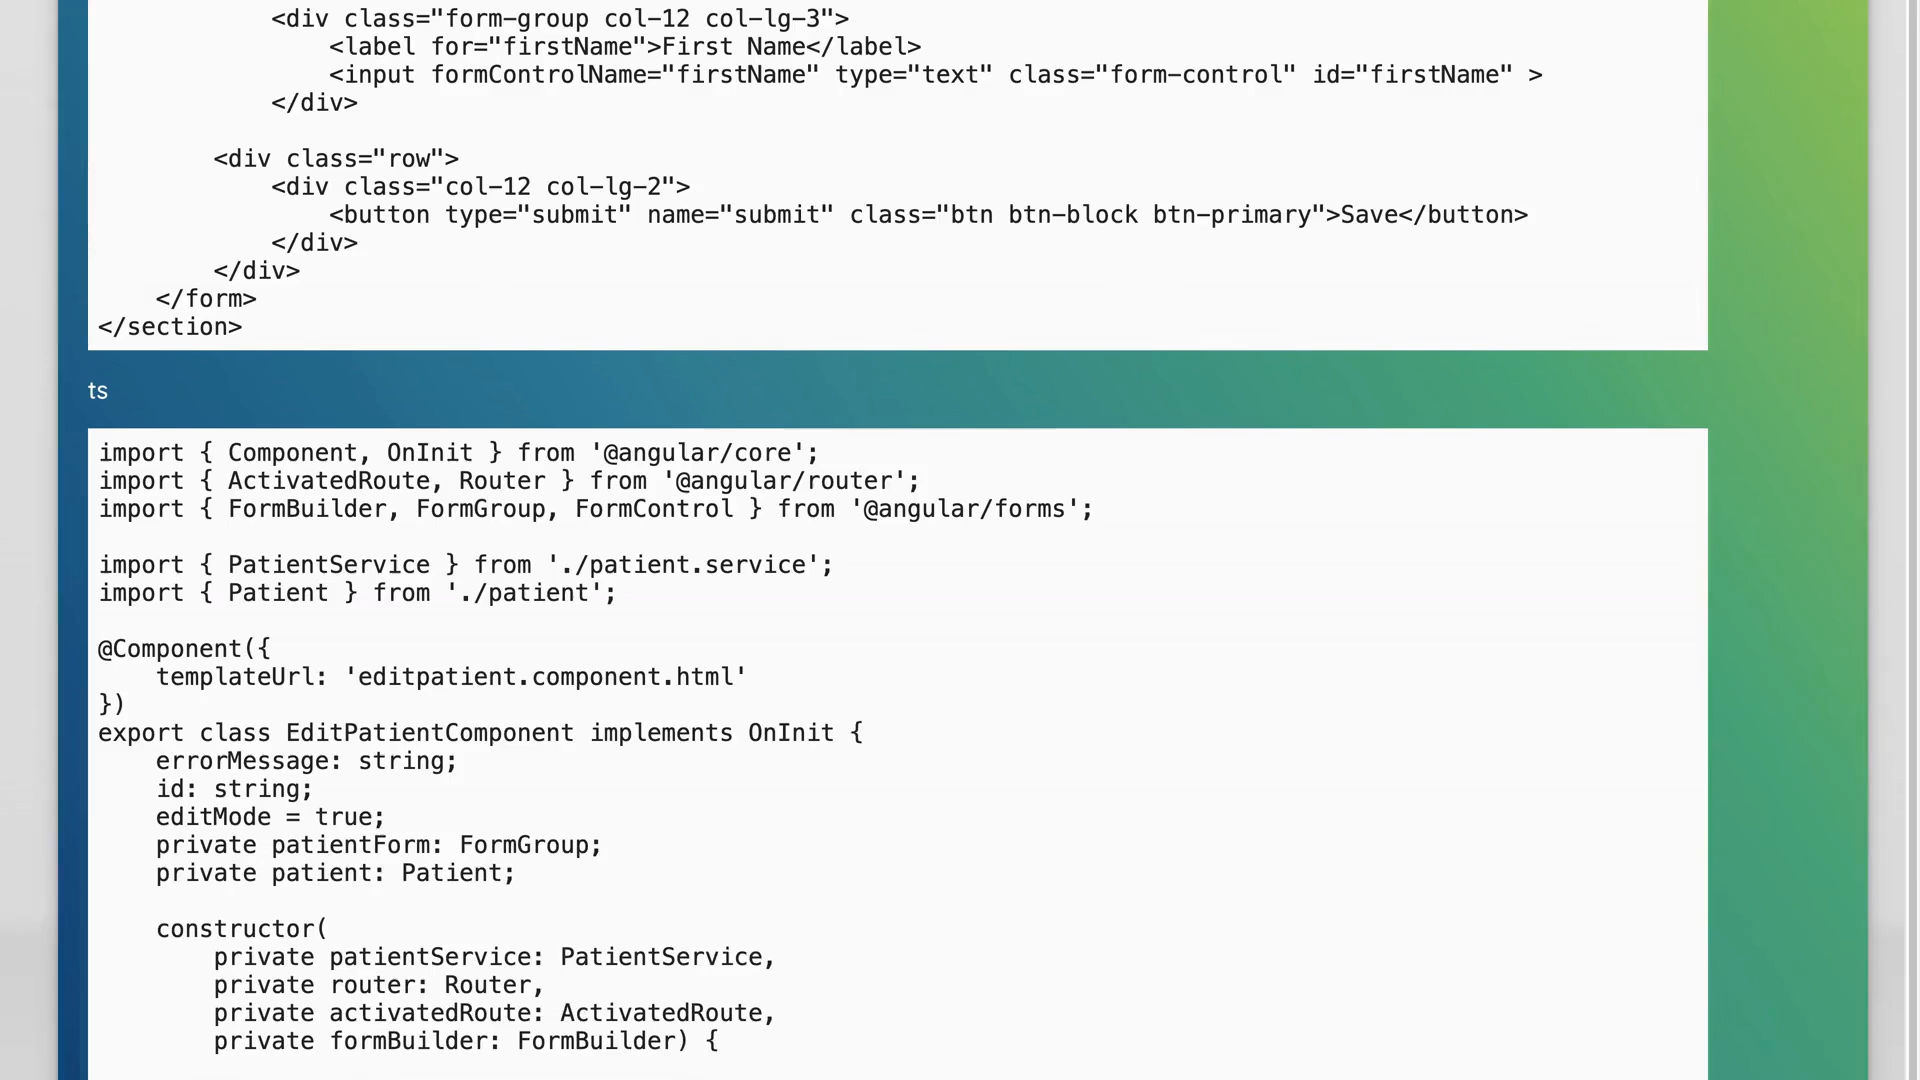 <div class="form-group col-12 col-lg-3">
<label for="firstName">First Name</label>
<input formControlName="firstName" type="text" class="form-control" id="firstName" >
</div>
<div class="row">
<div class="col-12 col-lg-2">
<button type="submit" name="submit" class="btn btn-block btn-primary">Save</button>
</div>
</div>
</form>
</section>
ts
import { Component, OnInit } from '@angular/core';
import { ActivatedRoute, Router } from '@angular/router';
import { FormBuilder, FormGroup, FormControl } from '@angular/forms';
import { PatientService } from './patient.service';
import { Patient } from './patient';
@Component({
templateUrl: 'editpatient.component.html'
})
export class EditPatientComponent implements OnInit {
errorMessage: string;
id: string;
editMode = true;
private patientForm: FormGroup;
private patient: Patient;
constructor(
private patientService: PatientService,
private router: Router,
private activatedRoute: ActivatedRoute,
private formBuilder: FormBuilder) {